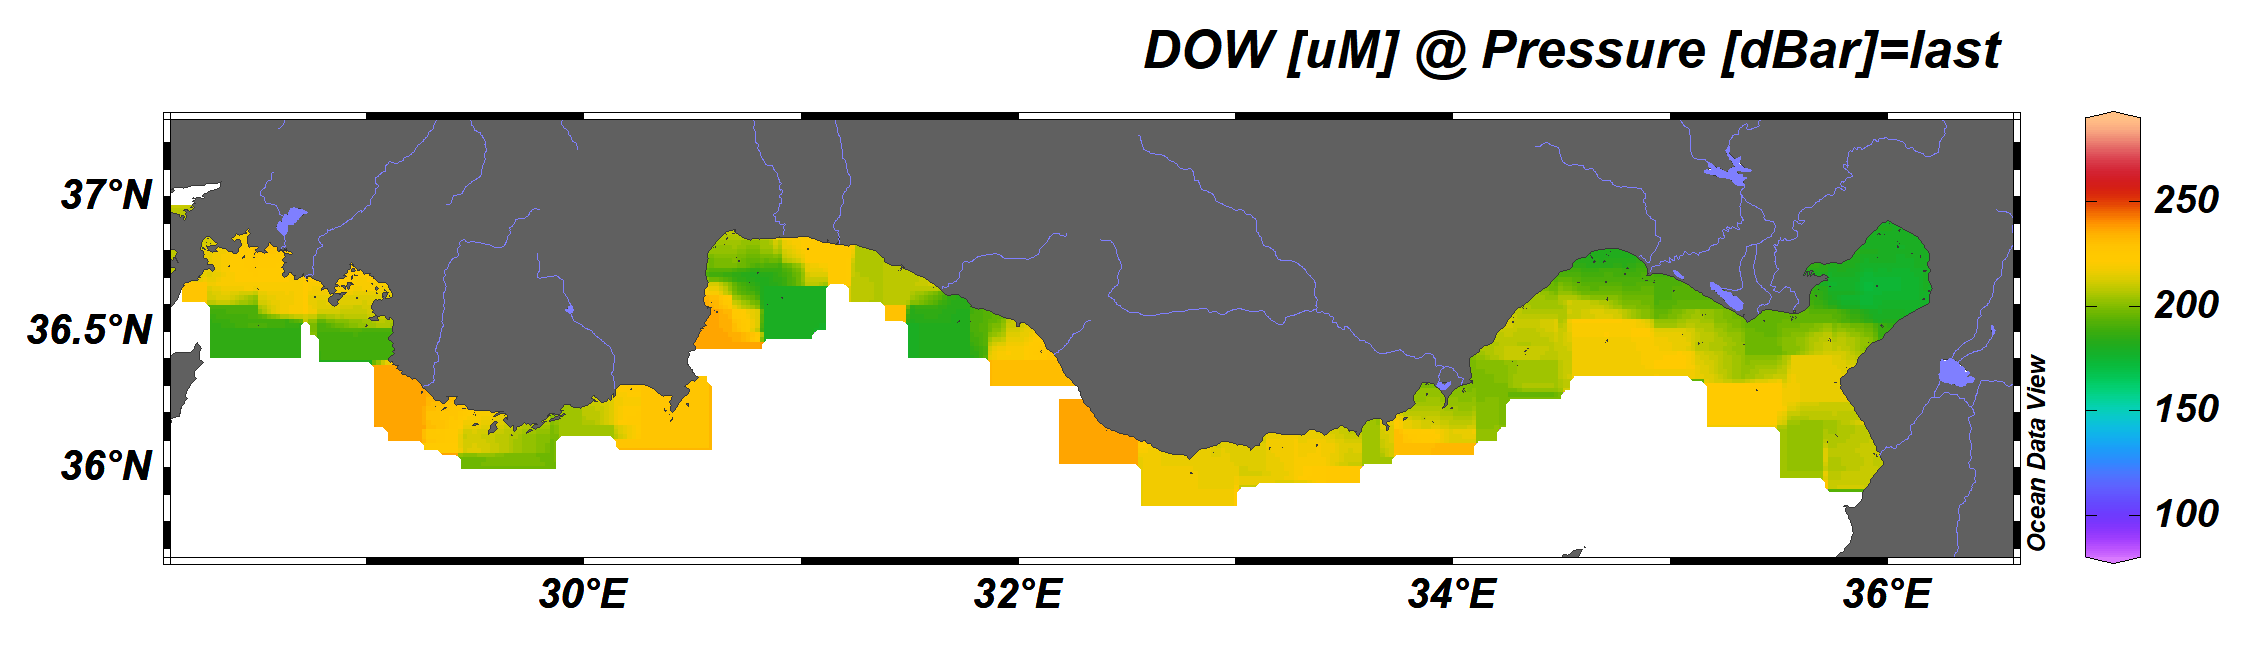 DOW [uM] @ Pressure [dBar]=last
37°N
36.5°N
36°N
30°E
32°E
34°E
36°E
Ocean Data View
250
200
150
100